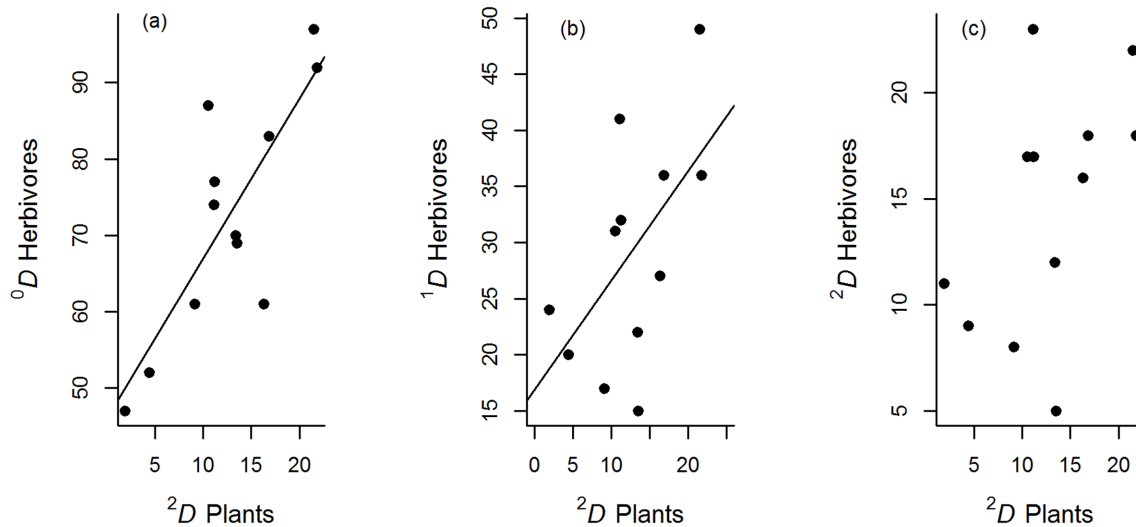 (a)
⁰D Herbivores
90
80
70
60
50
5 10 15 20
²D Plants
(b)
¹D Herbivores
50
45
40
35
30
25
20
15
0 5 10 20
²D Plants
(c)
²D Herbivores
20
15
10
5
5 10 15 20
²D Plants